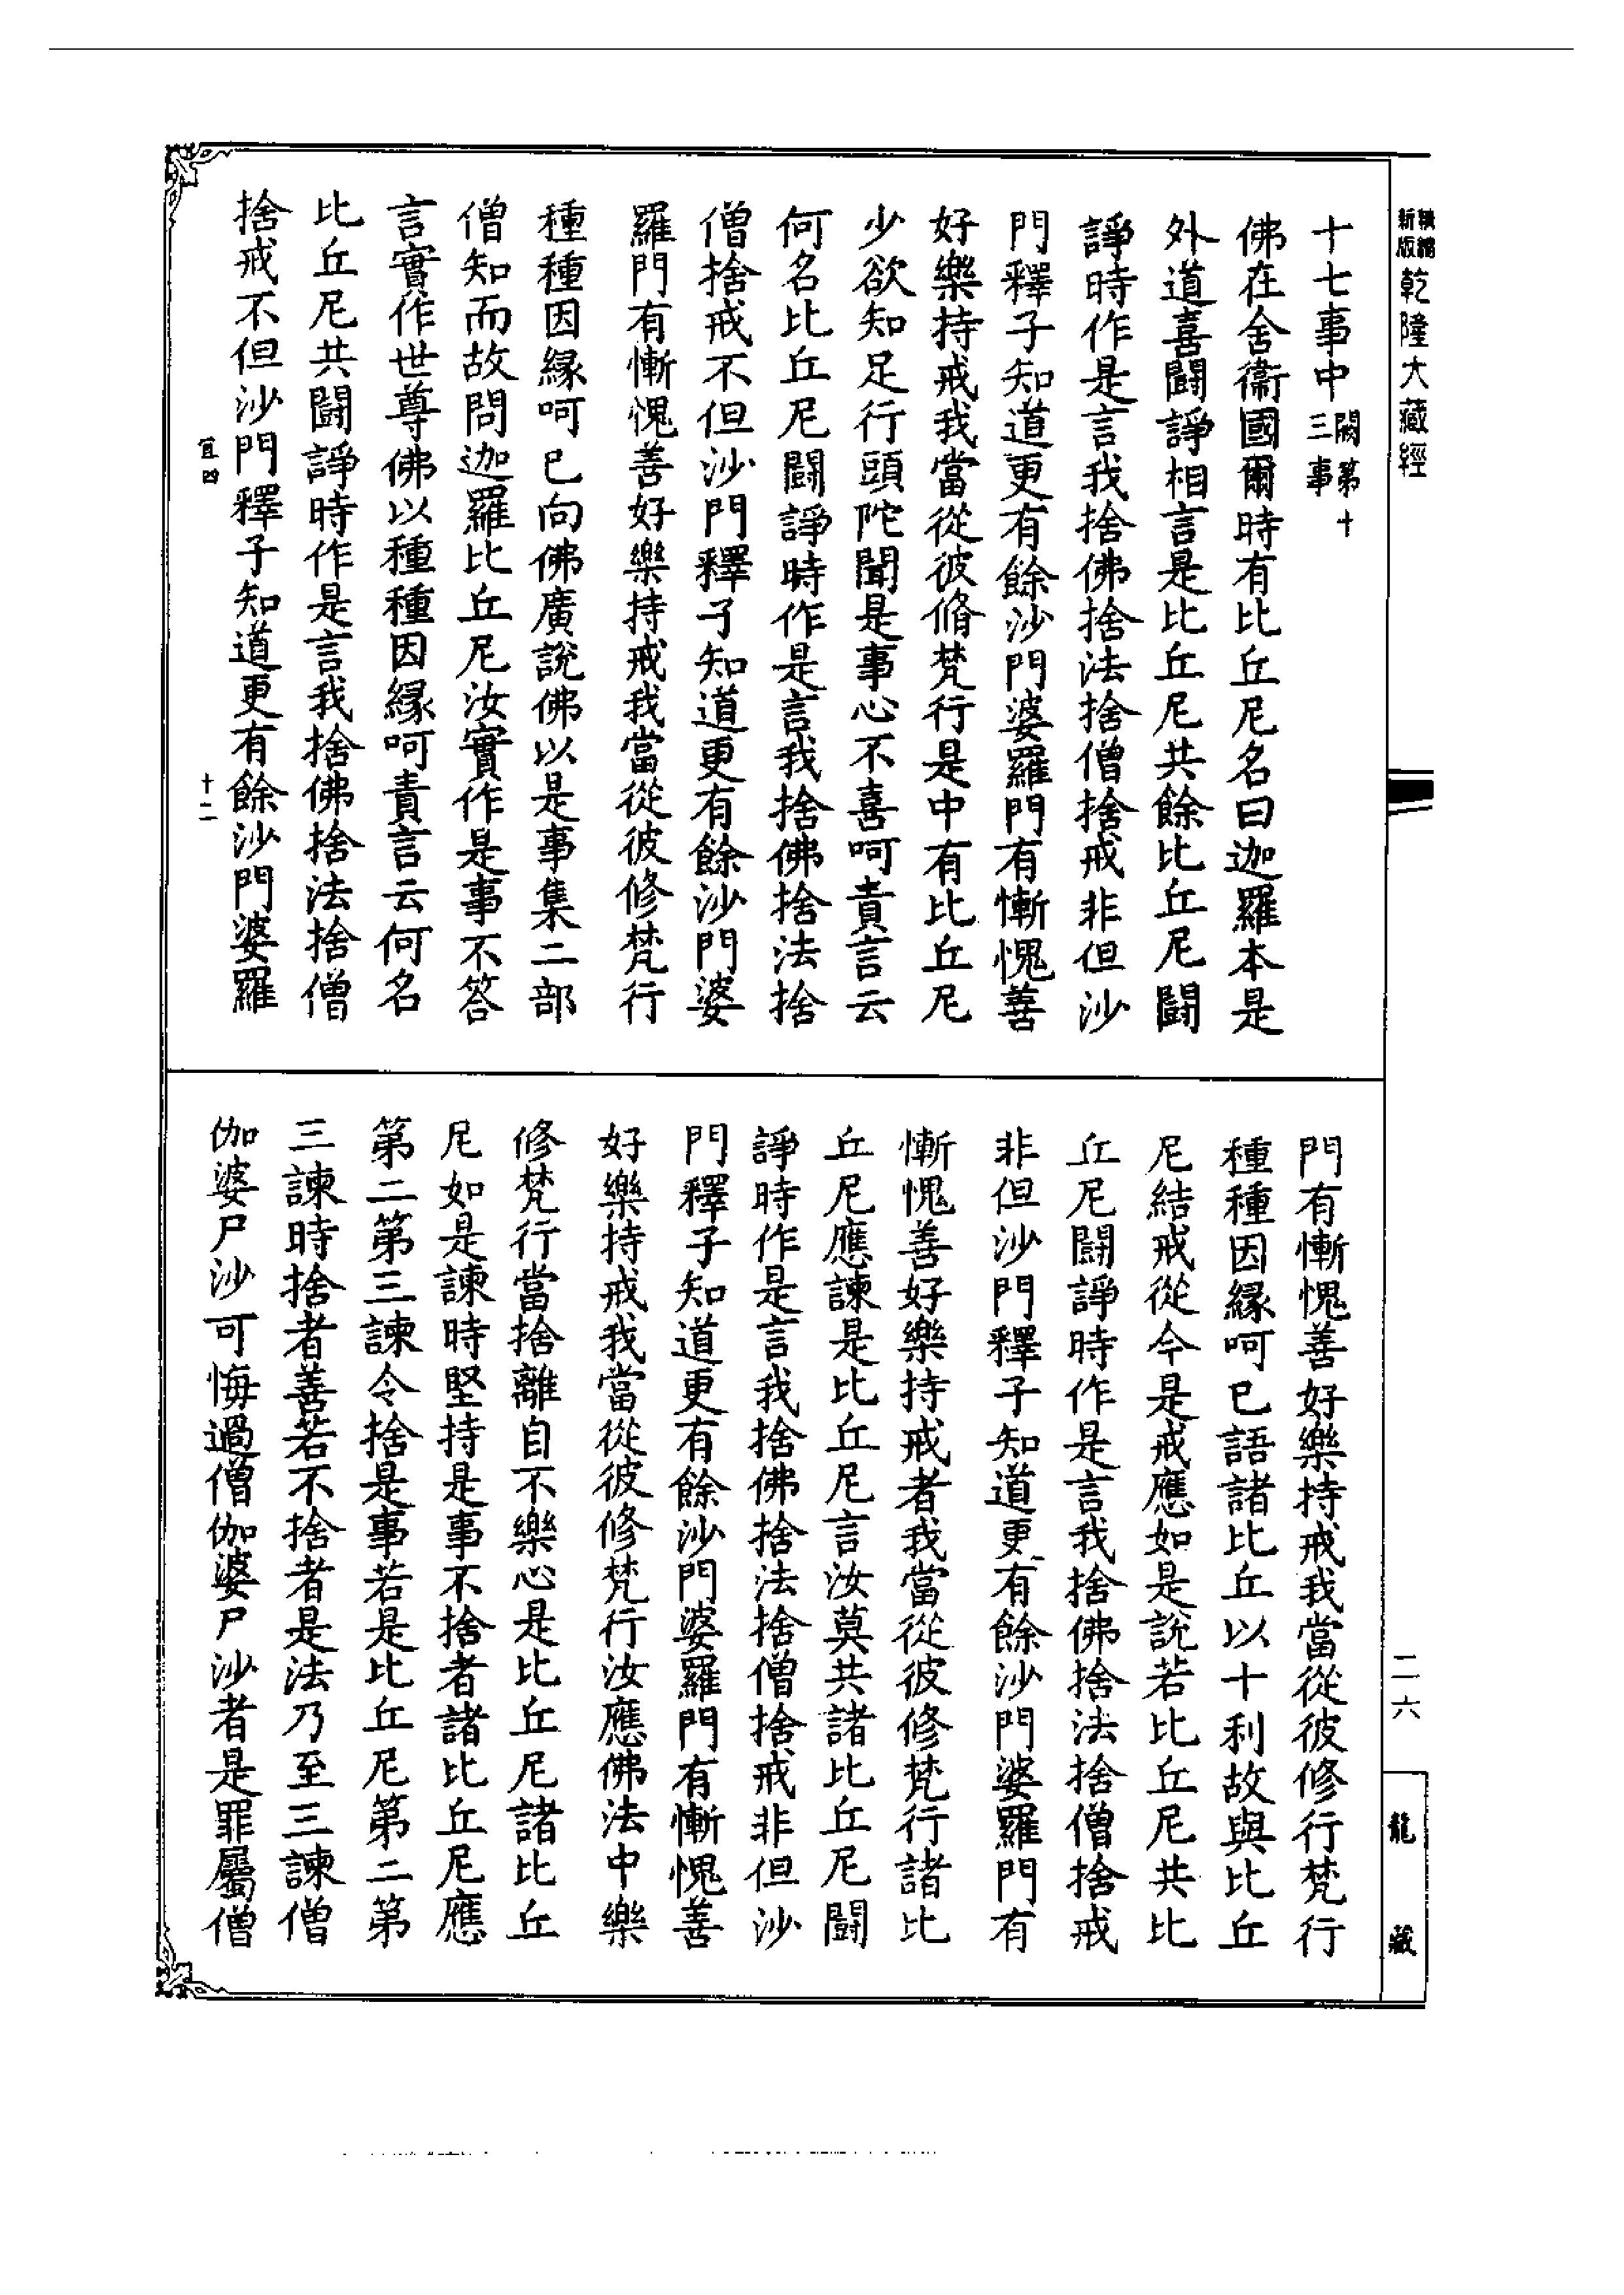 新版
乾隆大藏經
十七事中闕第十三事
佛在舍衞國爾時有比丘尼名曰迦羅本是
外道喜鬪諍相言是比丘尼共餘比丘尼鬪
諍時作是言我捨佛捨法捨僧捨戒非但沙
門釋子知道更有餘沙門婆羅門有慚愧善
好樂持戒我當從彼脩梵行是中有比丘尼
少欲知足行頭陀聞是事心不喜呵責言云
何名比丘尼鬪諍時作是言我捨佛捨法捨
僧捨戒不但沙門釋子知道更有餘沙門婆
羅門有慚愧善好樂持戒我當從彼修梵行
種種因緣呵已向佛廣說佛以是事集二部
僧知而故問迦羅比丘尼汝實作是事不答
言實作世尊佛以種種因緣呵責言云何名
比丘尼共鬪諍時作是言我捨佛捨法捨僧
捨戒不但沙門釋子知道更有餘沙門婆羅
宜四
十二
門有慚愧善好樂持戒我當從彼修行梵行
種種因緣呵已語諸比丘以十利故與比丘
尼結戒從今是戒應如是說若比丘尼共比
丘尼鬪諍時作是言我捨佛捨法捨僧捨戒
非但沙門釋子知道更有餘沙門婆羅門有
慚愧善好樂持戒者我當從彼修梵行諸比
丘尼應諫是比丘尼言汝莫共諸比丘尼鬪
諍時作是言我捨佛捨法捨僧捨戒非但沙
門釋子知道更有餘沙門婆羅門有慚愧善
好樂持戒我當從彼修梵行汝應佛法中樂
修梵行當捨離自不樂心是比丘尼諸比丘
尼如是諫時堅持是事不捨者諸比丘尼應
第二第三諫令捨是事若是比丘尼第二第
三諫時捨者善若不捨者是法乃至三諫僧
伽婆尸沙可悔過僧伽婆尸沙者是罪屬僧
二六
龍藏